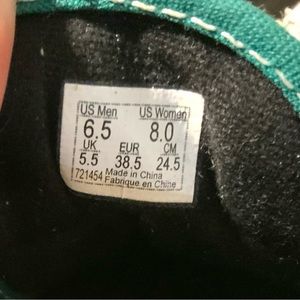 US Men US Women
6.5 8.0
UK EUR CM
5.5 38.5 24.5
721454 Made in China
Fabriqué en Chine